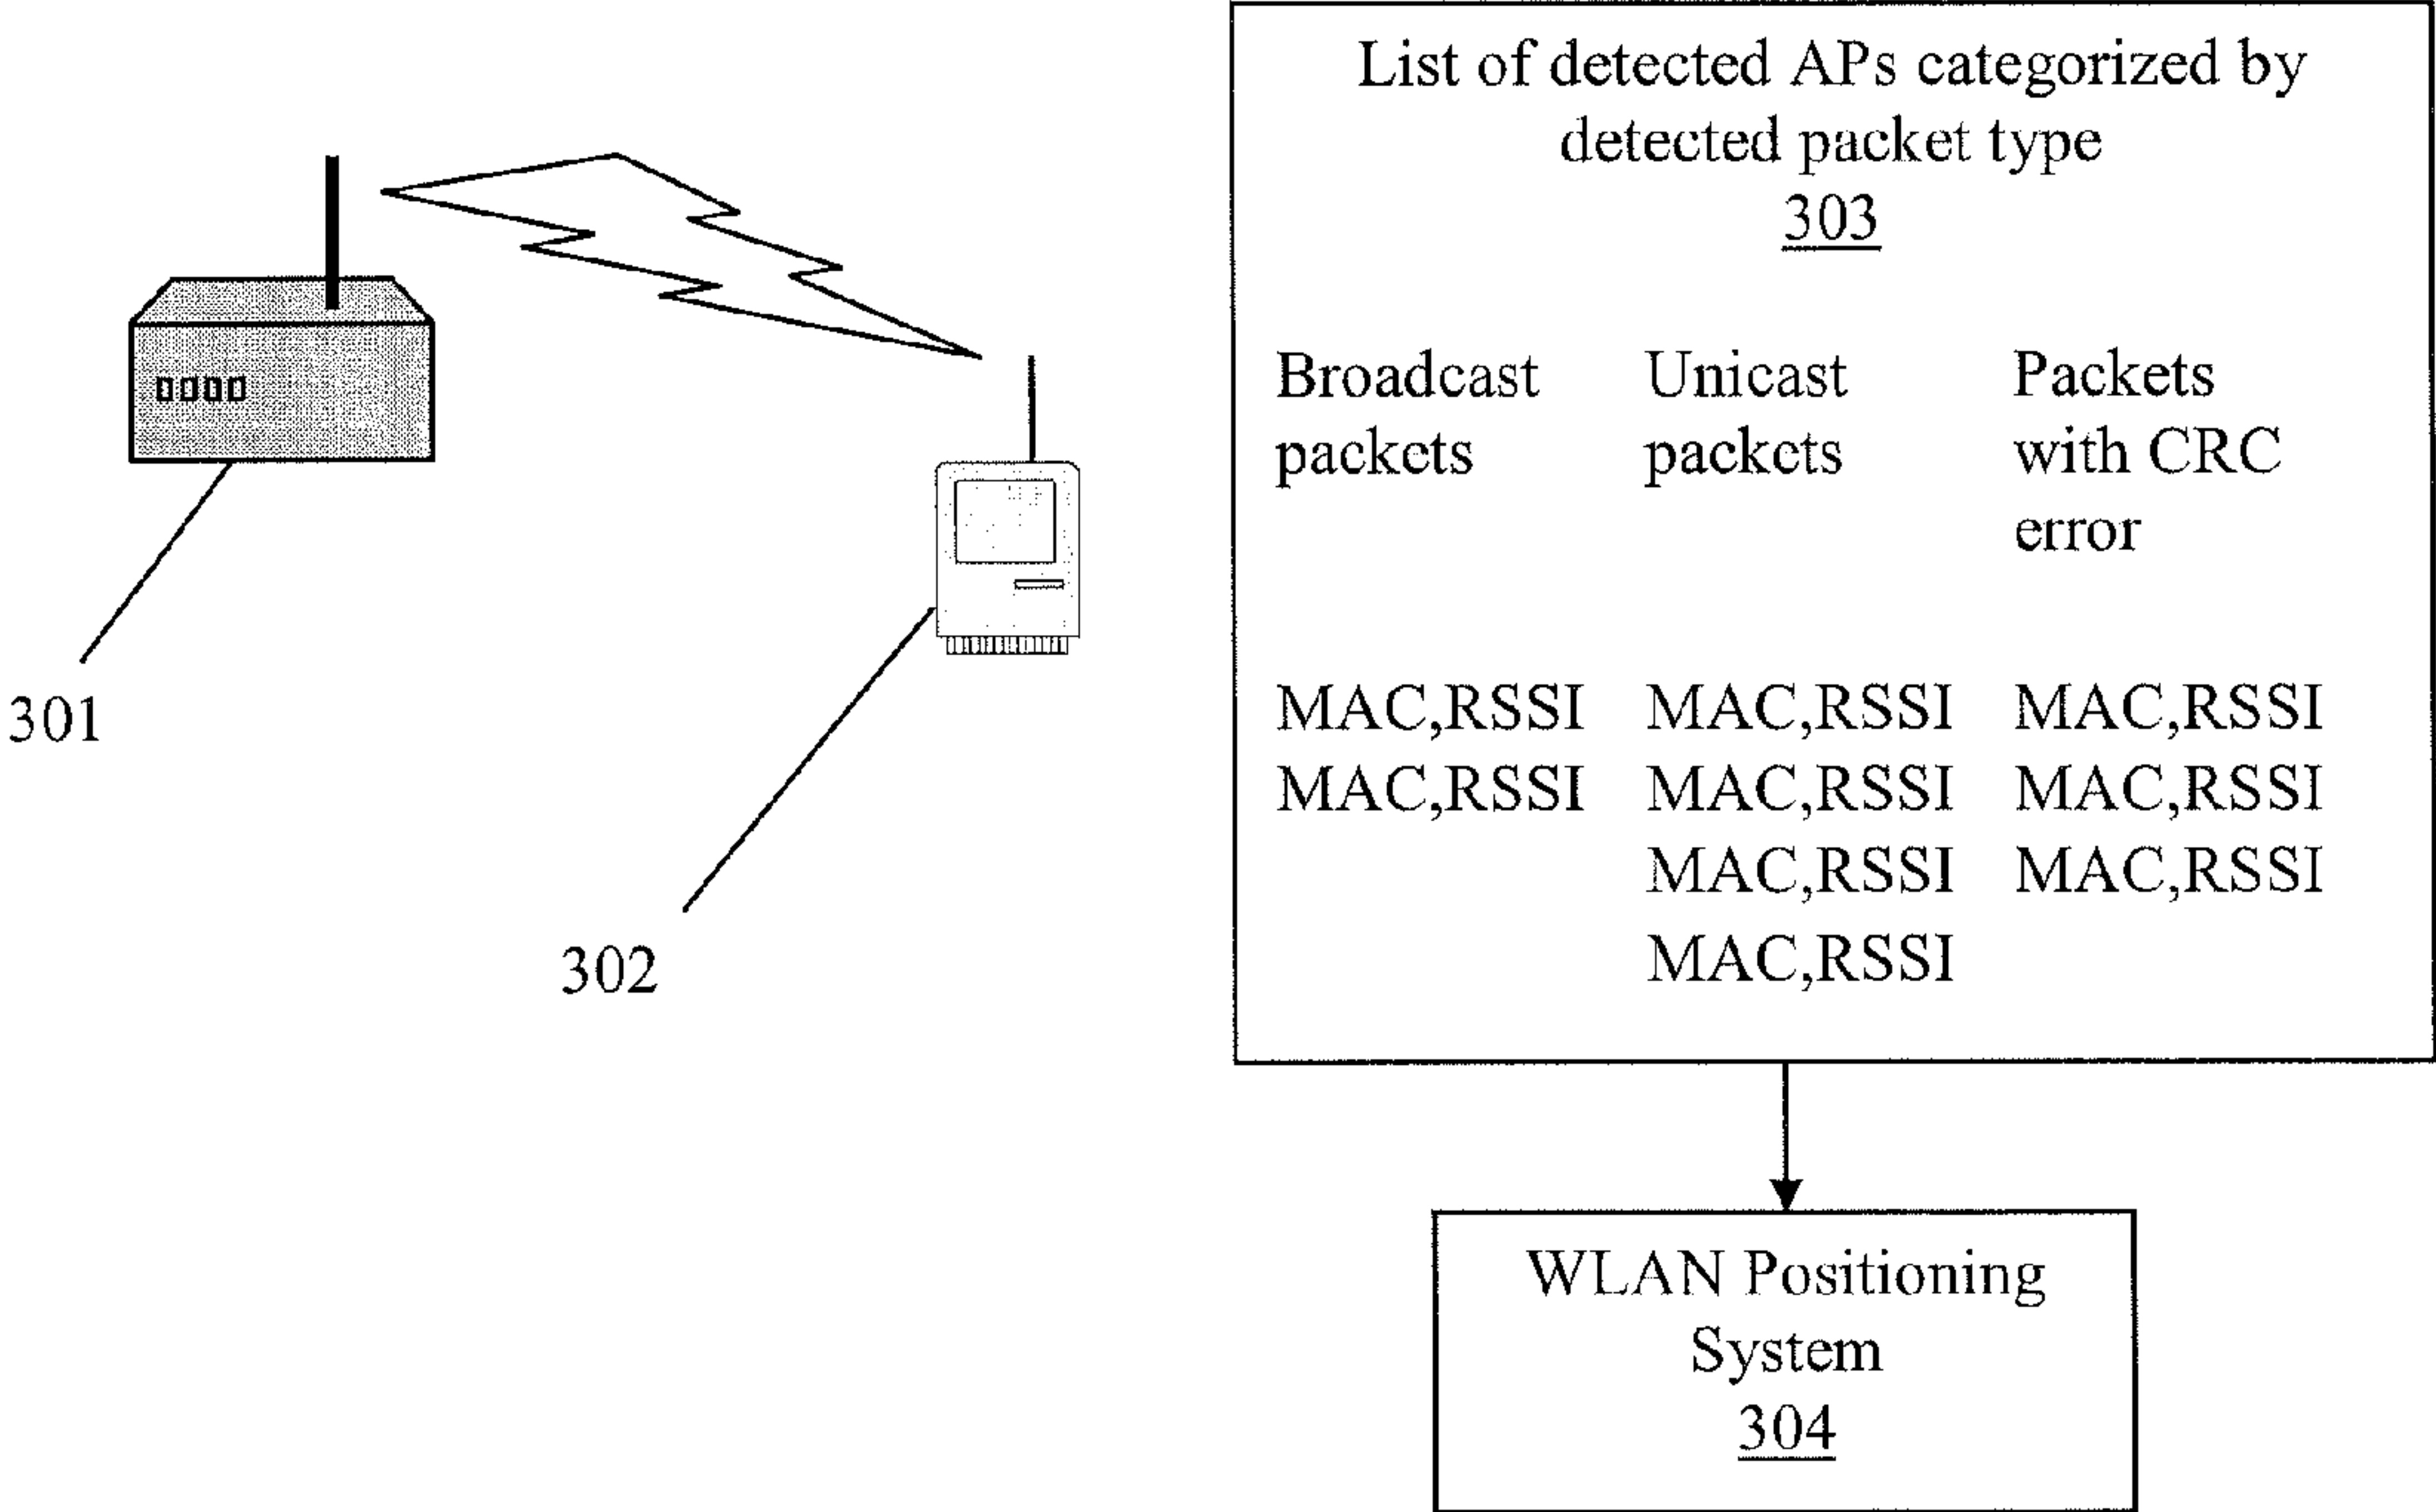 List of detected APs categorized by
detected packet type
303
Broadcast packets
Unicast packets
Packets with CRC error
MAC,RSSI MAC,RSSI MAC,RSSI
MAC,RSSI MAC,RSSI MAC,RSSI
MAC,RSSI MAC,RSSI
MAC,RSSI
301
302
WLAN Positioning
System
304